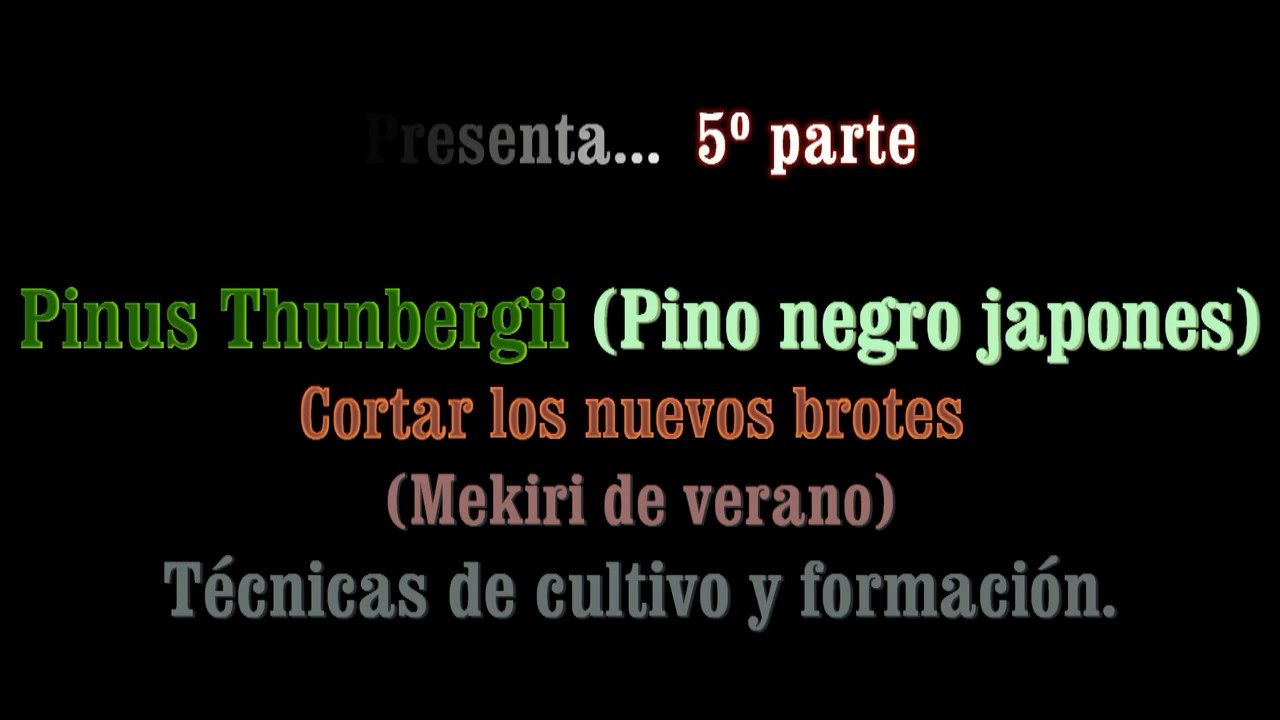 Presenta... 5º parte
Pinus Thunbergii (Pino negro japones)
Cortar los nuevos brotes
(Mekiri de verano)
Técnicas de cultivo y formación.